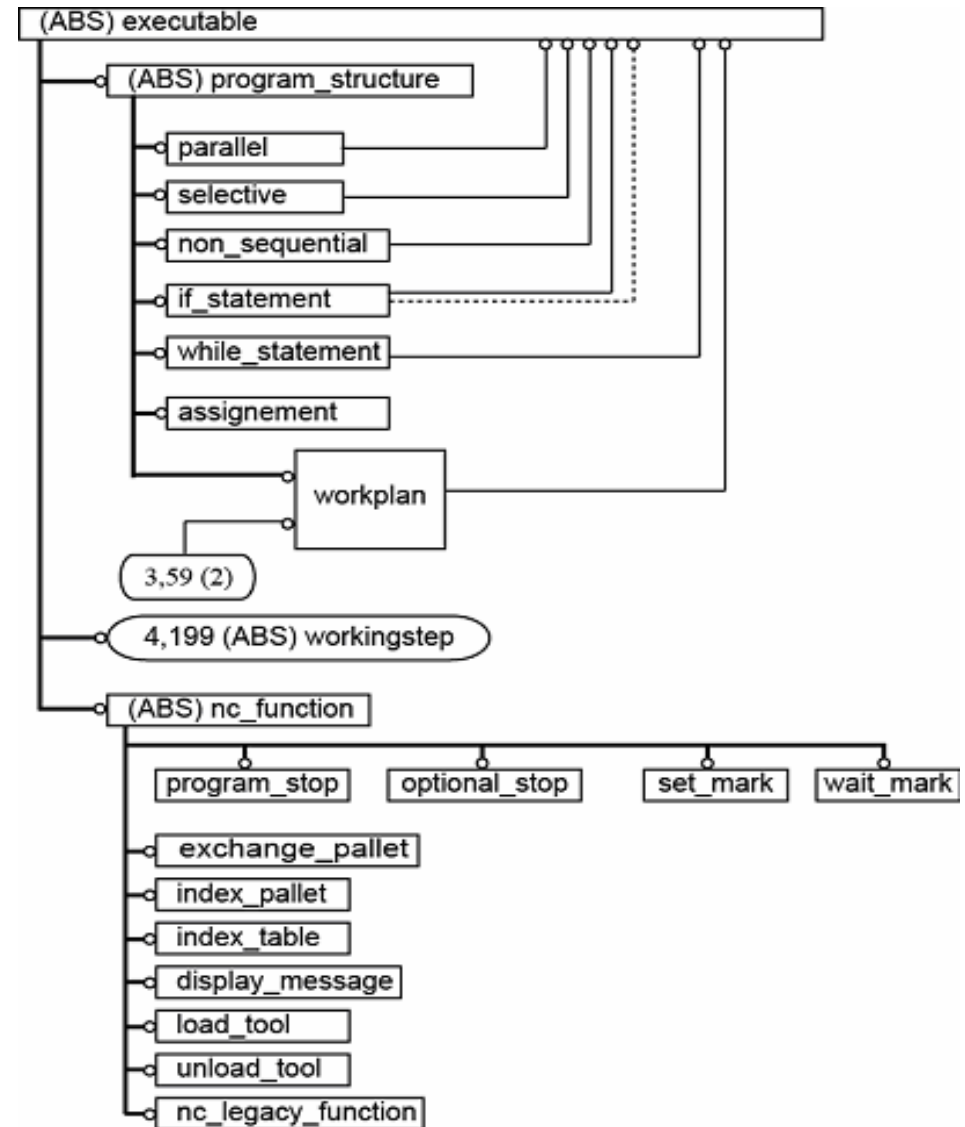 (ABS) executable
(ABS) program_structure
parallel
selective
non_sequential
if_statement
while_statement
assignement
workplan
3,59 (2)
4,199 (ABS) workingstep
(ABS) nc_function
program_stop
optional_stop
set_mark
wait_mark
exchange_pallet
index_pallet
index_table
display_message
load_tool
unload_tool
nc_legacy_function